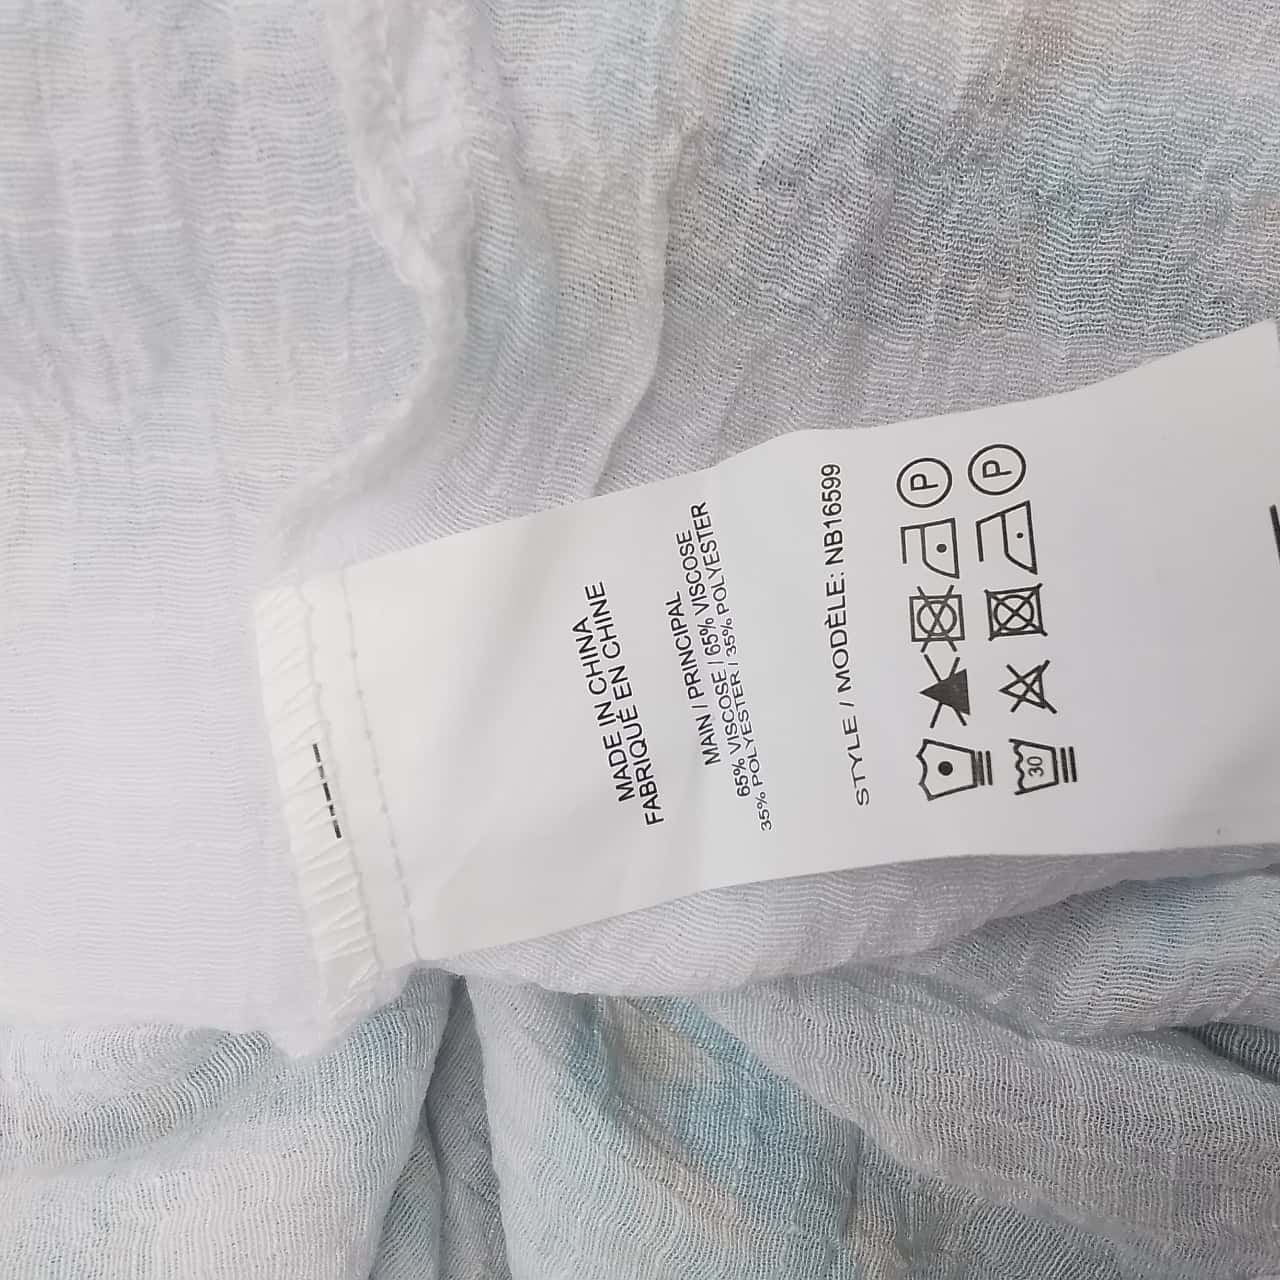 MADE IN CHINA
FABRIQUÉ EN CHINE
MAIN / PRINCIPAL
65% VISCOSE / 65% VISCOSE
35% POLYESTER / 35% POLYESTER
STYLE / MODÈLE: NB16599
P
30 P